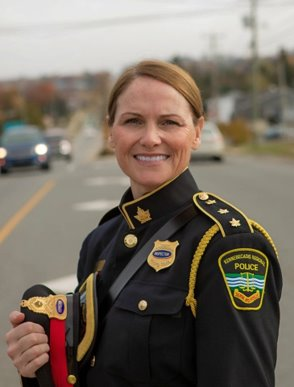 INSPECTOR
KENNEBECASIS REGIONAL
POLICE